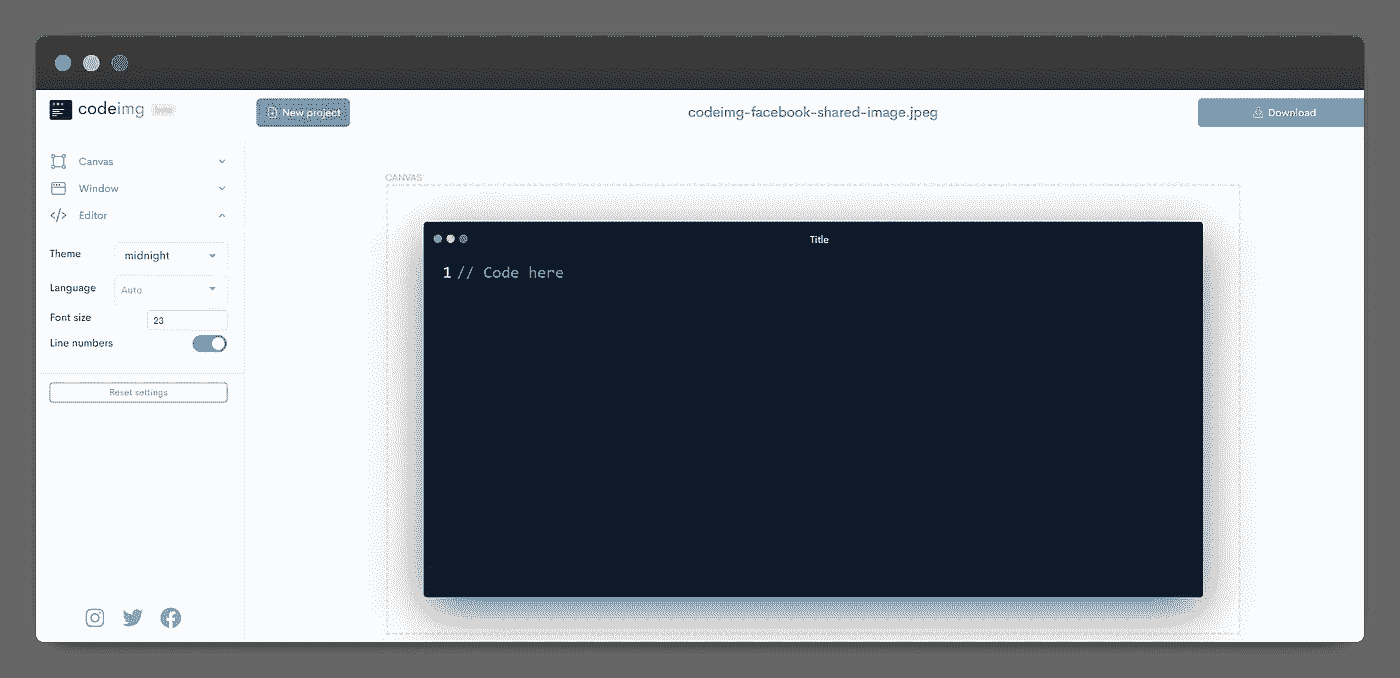 codeimg
New project
codeimg-facebook-shared-image.jpeg
Download
Canvas
Window
Editor
Theme
midnight
Language
Auto
Font size
23
Line numbers
Reset settings
CANVAS
Title
1 // Code here